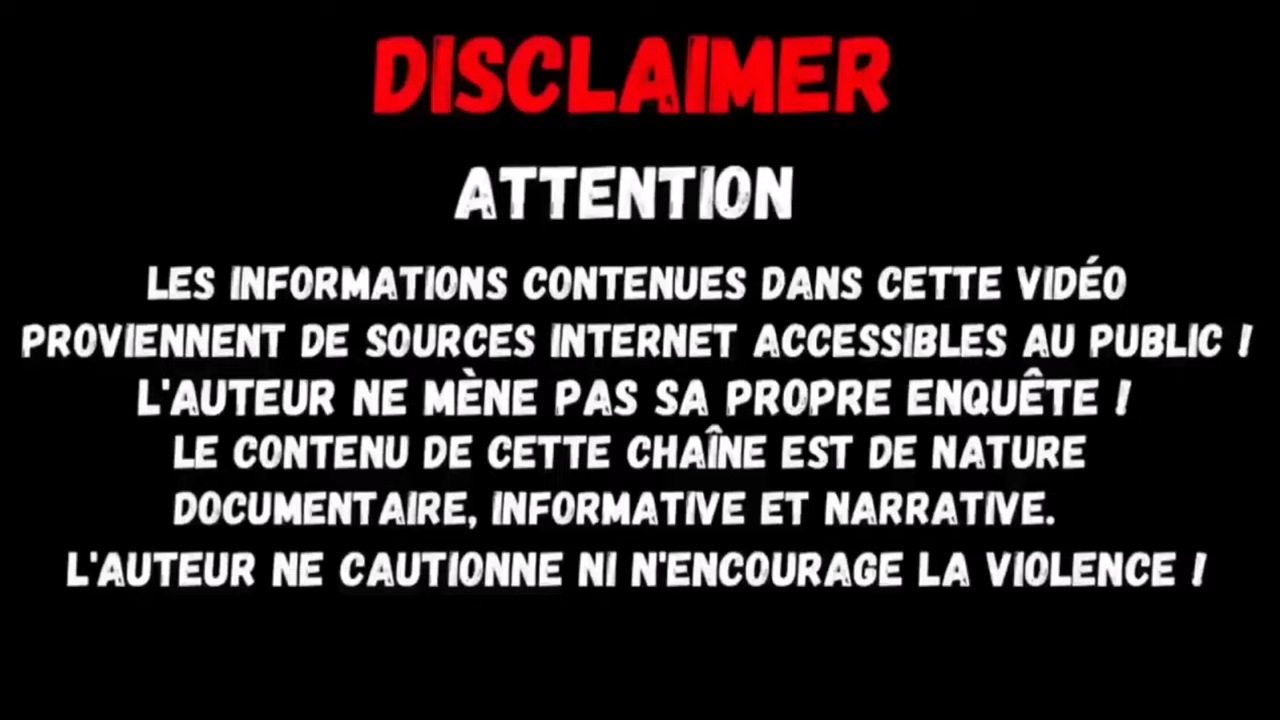 DISCLAIMER
ATTENTION
LES INFORMATIONS CONTENUES DANS CETTE VIDÉO
PROVIENNENT DE SOURCES INTERNET ACCESSIBLES AU PUBLIC !
L'AUTEUR NE MÈNE PAS SA PROPRE ENQUÊTE !
LE CONTENU DE CETTE CHAÎNE EST DE NATURE
DOCUMENTAIRE, INFORMATIVE ET NARRATIVE.
L'AUTEUR NE CAUTIONNE NI N'ENCOURAGE LA VIOLENCE !